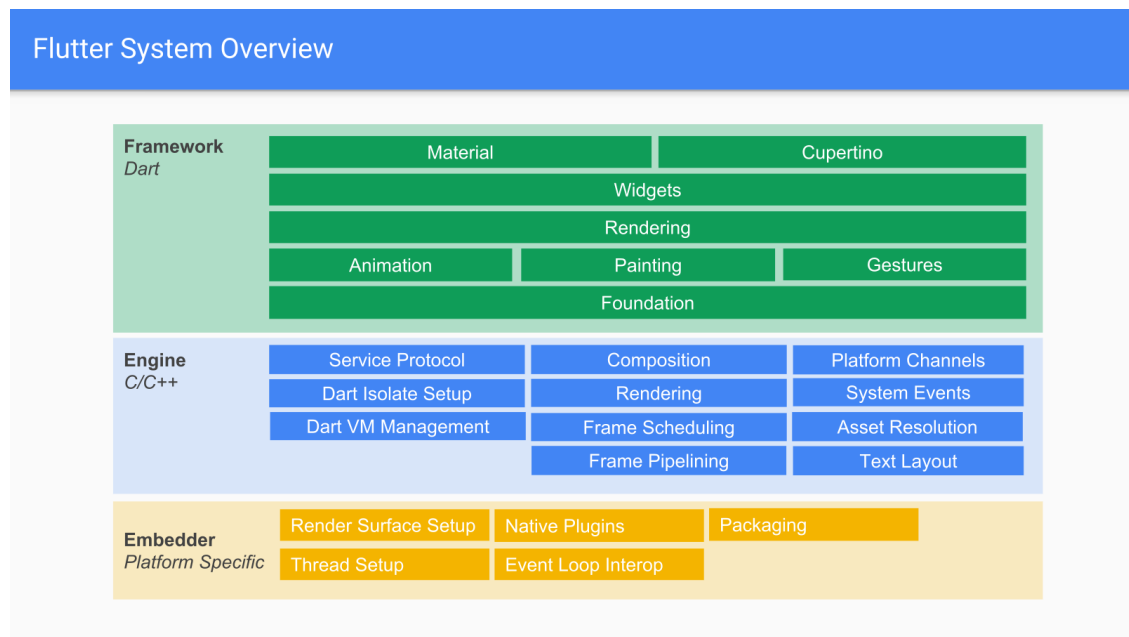 Flutter System Overview
Framework
Dart
Material
Cupertino
Widgets
Rendering
Animation
Painting
Gestures
Foundation
Engine
C/C++
Service Protocol
Composition
Platform Channels
Dart Isolate Setup
Rendering
System Events
Dart VM Management
Frame Scheduling
Asset Resolution
Frame Pipelining
Text Layout
Embedder
Platform Specific
Render Surface Setup
Native Plugins
Packaging
Thread Setup
Event Loop Interop